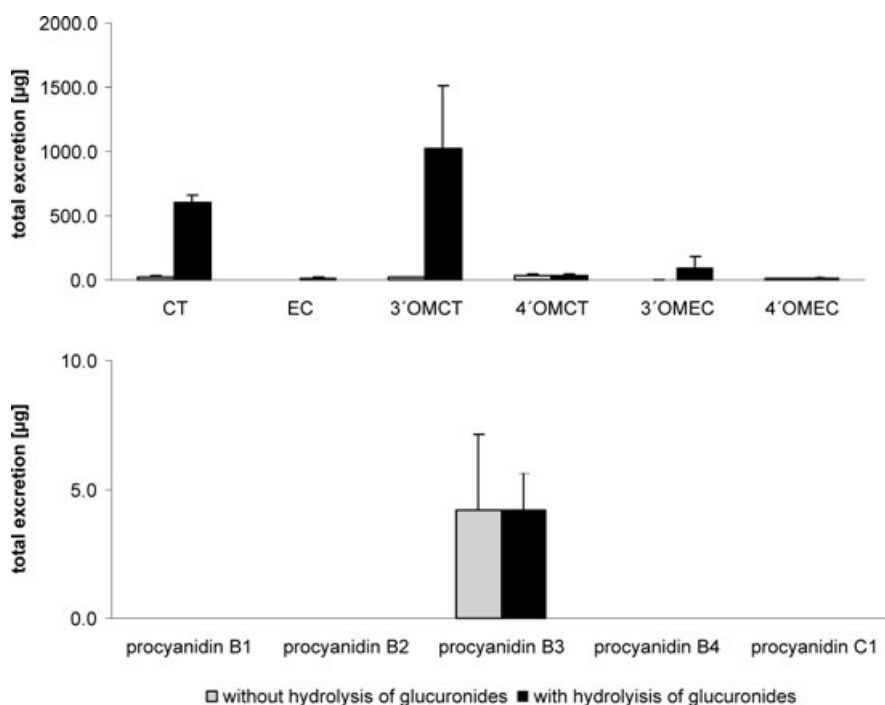 total excretion [µg]
2000.0
1500.0
1000.0
500.0
0.0
CT EC 3´OMCT 4´OMCT 3´OMEC 4´OMEC
total excretion [µg]
10.0
5.0
0.0
procyanidin B1 procyanidin B2 procyanidin B3 procyanidin B4 procyanidin C1
without hydrolysis of glucuronides with hydrolyisis of glucuronides